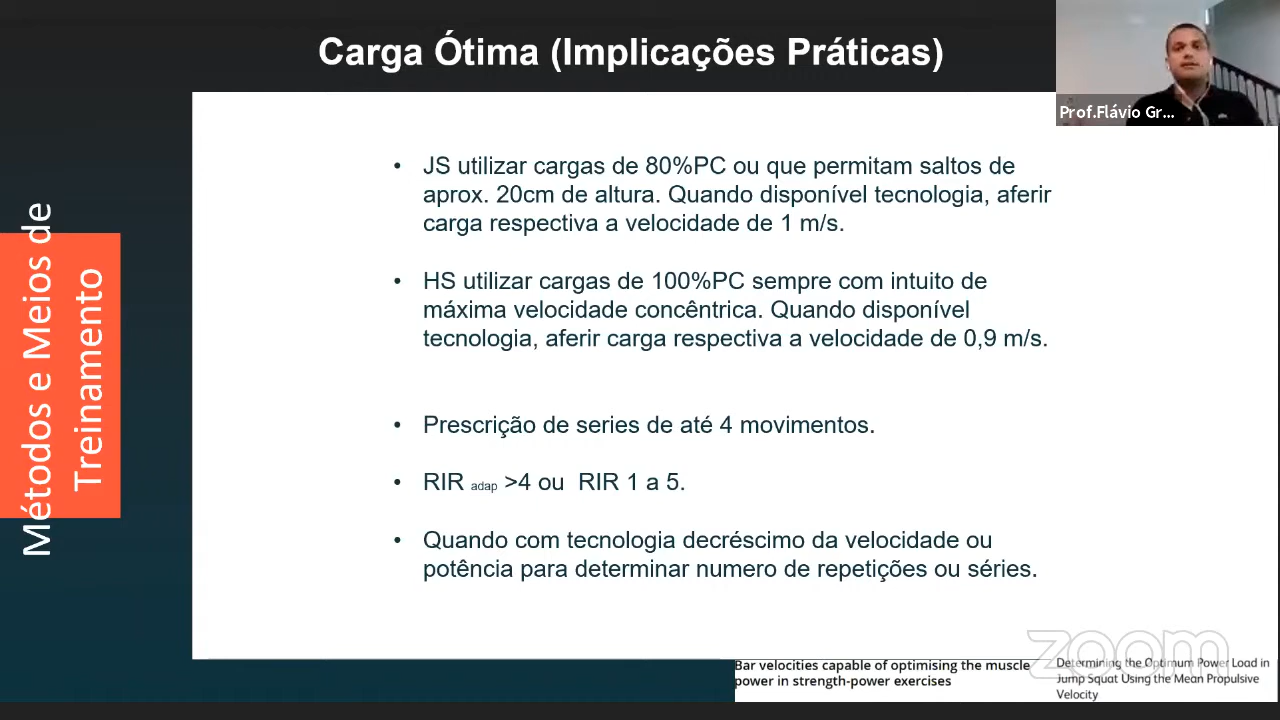 Carga Ótima (Implicações Práticas)
Prof.Flávio Gr...
Métodos e Meios de
Treinamento
• JS utilizar cargas de 80%PC ou que permitam saltos de
aprox. 20cm de altura. Quando disponível tecnologia, aferir
carga respectiva a velocidade de 1 m/s.
• HS utilizar cargas de 100%PC sempre com intuito de
máxima velocidade concêntrica. Quando disponível
tecnologia, aferir carga respectiva a velocidade de 0,9 m/s.
• Prescrição de series de até 4 movimentos.
• RIR adap >4 ou RIR 1 a 5.
• Quando com tecnologia decréscimo da velocidade ou
potência para determinar numero de repetições ou séries.
zoom
Bar velocities capable of optimising the muscle
power in strength-power exercises
Determining the Optimum Power Load in
Jump Squat Using the Mean Propulsive
Velocity